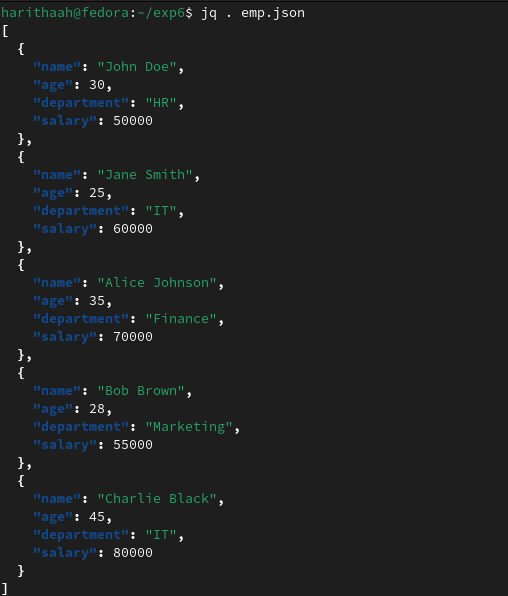 harithaah@fedora:~/exp6$ jq . emp.json
[
  {
    "name": "John Doe",
    "age": 30,
    "department": "HR",
    "salary": 50000
  },
  {
    "name": "Jane Smith",
    "age": 25,
    "department": "IT",
    "salary": 60000
  },
  {
    "name": "Alice Johnson",
    "age": 35,
    "department": "Finance",
    "salary": 70000
  },
  {
    "name": "Bob Brown",
    "age": 28,
    "department": "Marketing",
    "salary": 55000
  },
  {
    "name": "Charlie Black",
    "age": 45,
    "department": "IT",
    "salary": 80000
  }
]